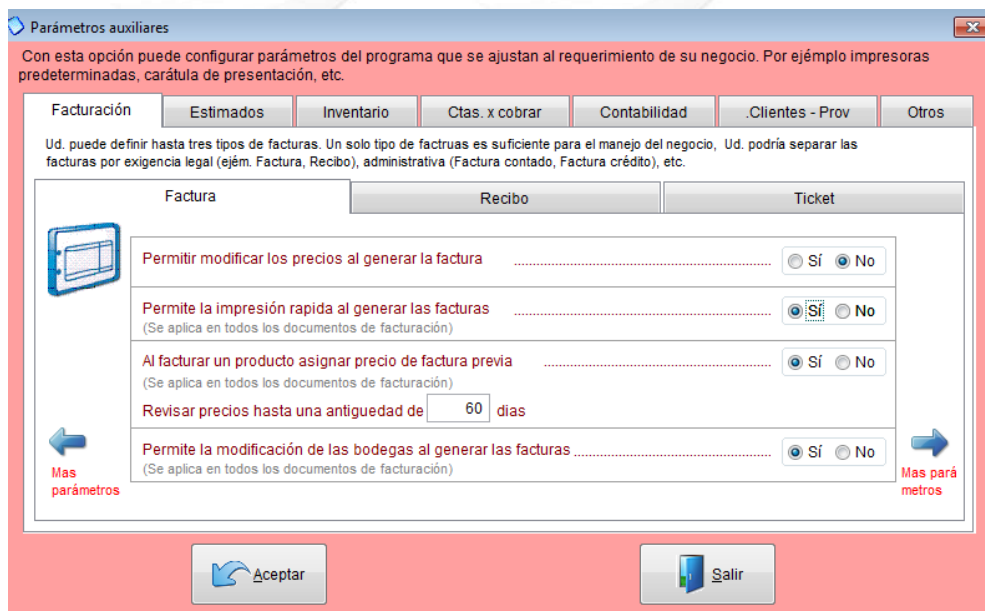 Parámetros auxiliares
Con esta opción puede configurar parámetros del programa que se ajustan al requerimiento de su negocio. Por ejémplo impresoras
predeterminadas, carátula de presentación, etc.
Facturación Estimados Inventario Ctas. x cobrar Contabilidad .Clientes - Prov Otros
Ud. puede definir hasta tres tipos de facturas. Un solo tipo de factruas es suficiente para el manejo del negocio, Ud. podría separar las
facturas por exigencia legal (ejém. Factura, Recibo), administrativa (Factura contado, Factura crédito), etc.
Factura Recibo Ticket
Permitir modificar los precios al generar la factura Sí No
Permite la impresión rapida al generar las facturas Sí No
(Se aplica en todos los documentos de facturación)
Al facturar un producto asignar precio de factura previa Sí No
(Se aplica en todos los documentos de facturación)
Revisar precios hasta una antiguedad de 60 dias
Permite la modificación de las bodegas al generar las facturas Sí No
(Se aplica en todos los documentos de facturación)
Mas
parámetros
Mas pará
metros
Aceptar Salir